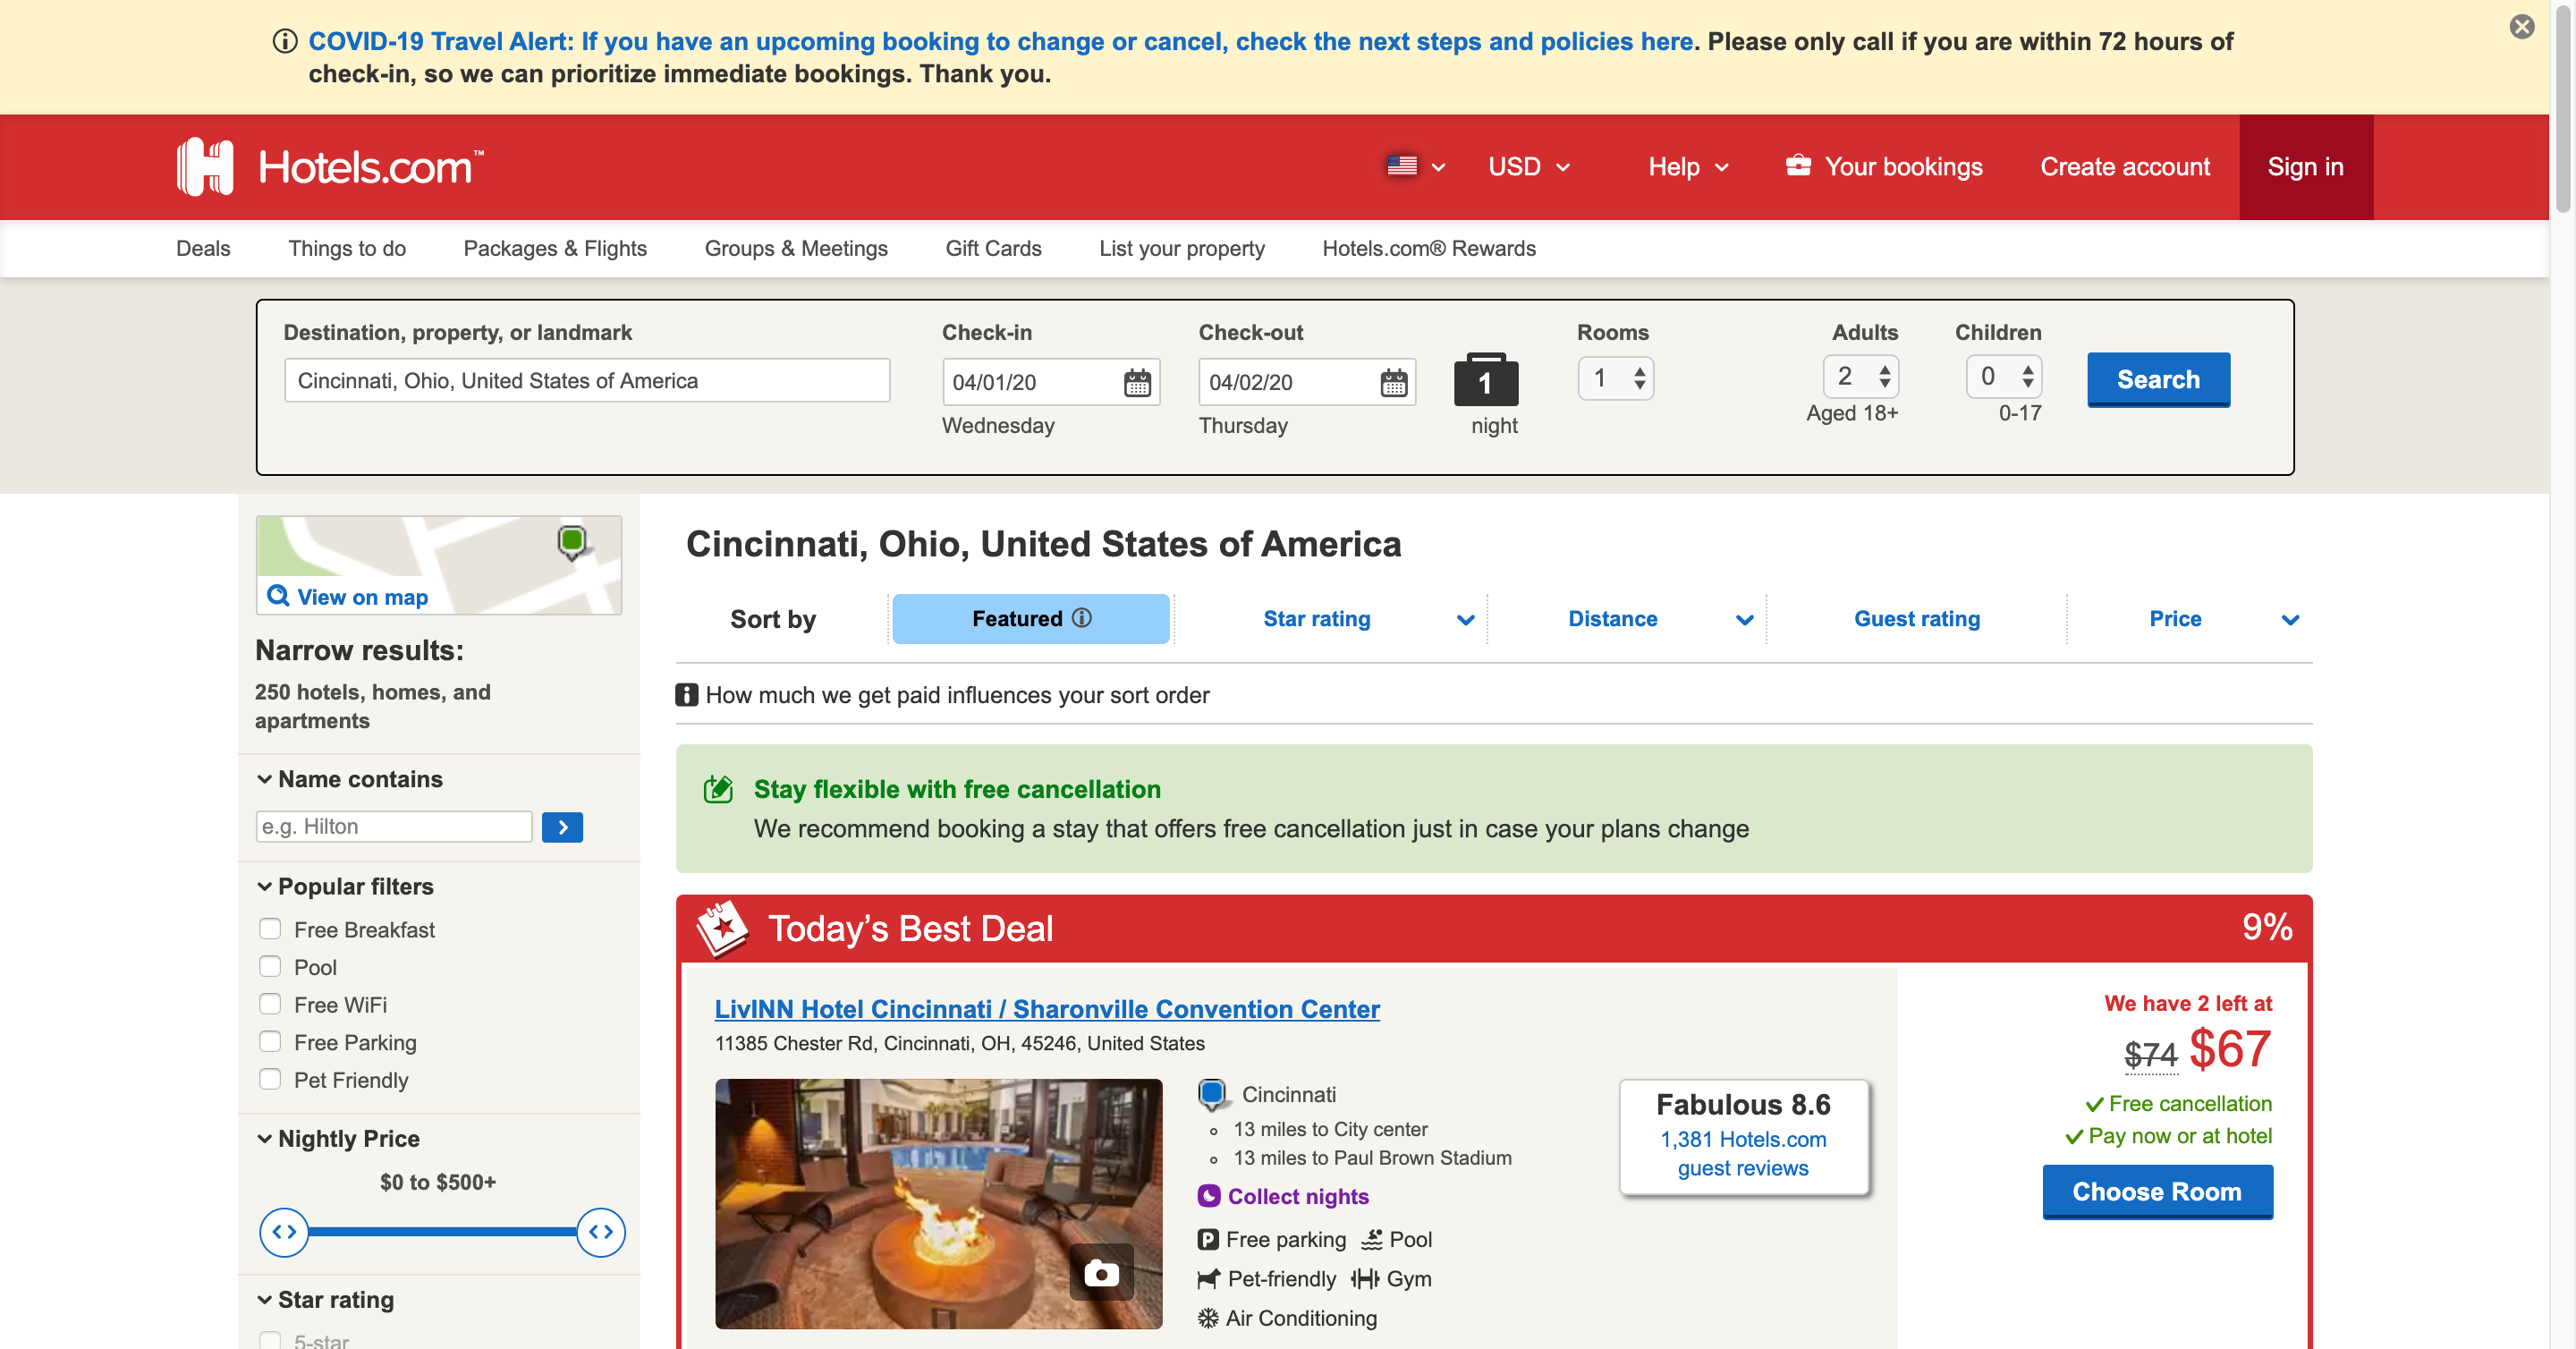 COVID-19 Travel Alert: If you have an upcoming booking to change or cancel, check the next steps and policies here. Please only call if you are within 72 hours of
check-in, so we can prioritize immediate bookings. Thank you.
Hotels.com™
USD
Help
Your bookings
Create account
Sign in
Deals
Things to do
Packages & Flights
Groups & Meetings
Gift Cards
List your property
Hotels.com® Rewards
Destination, property, or landmark
Cincinnati, Ohio, United States of America
Check-in
04/01/20
Wednesday
Check-out
04/02/20
Thursday
1
night
Rooms
1
Adults
2
Aged 18+
Children
0
0-17
Search
View on map
Narrow results:
250 hotels, homes, and
apartments
Name contains
e.g. Hilton
Popular filters
Free Breakfast
Pool
Free WiFi
Free Parking
Pet Friendly
Nightly Price
$0 to $500+
Star rating
5-star
Cincinnati, Ohio, United States of America
Sort by
Featured
Star rating
Distance
Guest rating
Price
How much we get paid influences your sort order
Stay flexible with free cancellation
We recommend booking a stay that offers free cancellation just in case your plans change
Today's Best Deal
9%
LivINN Hotel Cincinnati / Sharonville Convention Center
11385 Chester Rd, Cincinnati, OH, 45246, United States
Cincinnati
13 miles to City center
13 miles to Paul Brown Stadium
Collect nights
Free parking Pool
Pet-friendly Gym
Air Conditioning
Fabulous 8.6
1,381 Hotels.com
guest reviews
We have 2 left at
$74 $67
Free cancellation
Pay now or at hotel
Choose Room